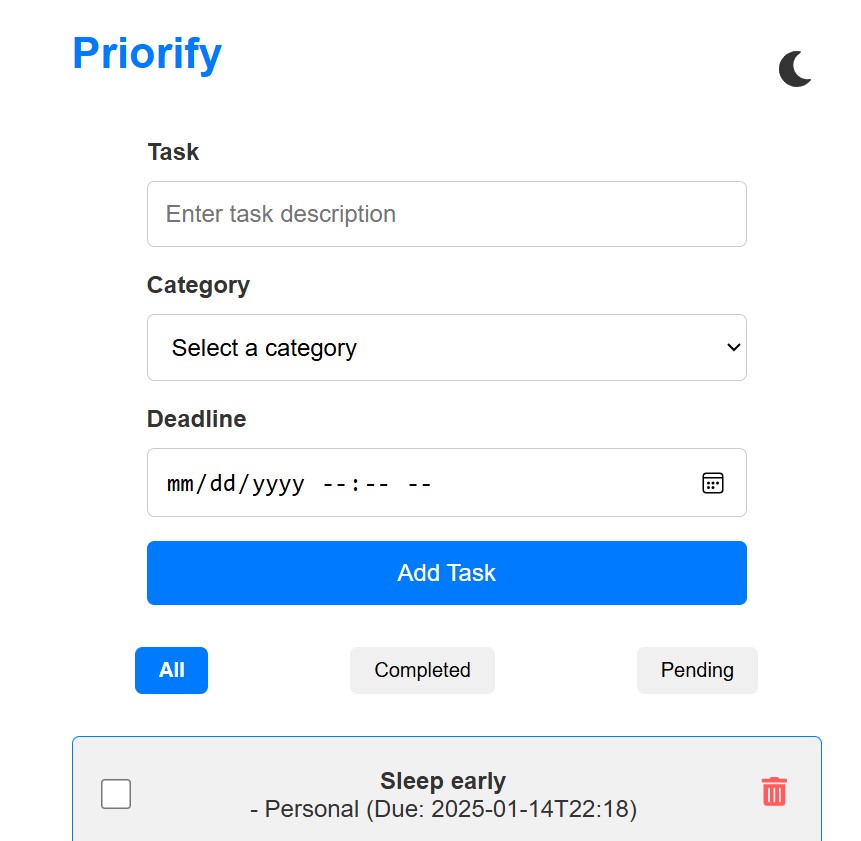 Priorify
Task
Enter task description
Category
Select a category
Deadline
mm/dd/yyyy --:-- --
Add Task
All
Completed
Pending
Sleep early
- Personal (Due: 2025-01-14T22:18)